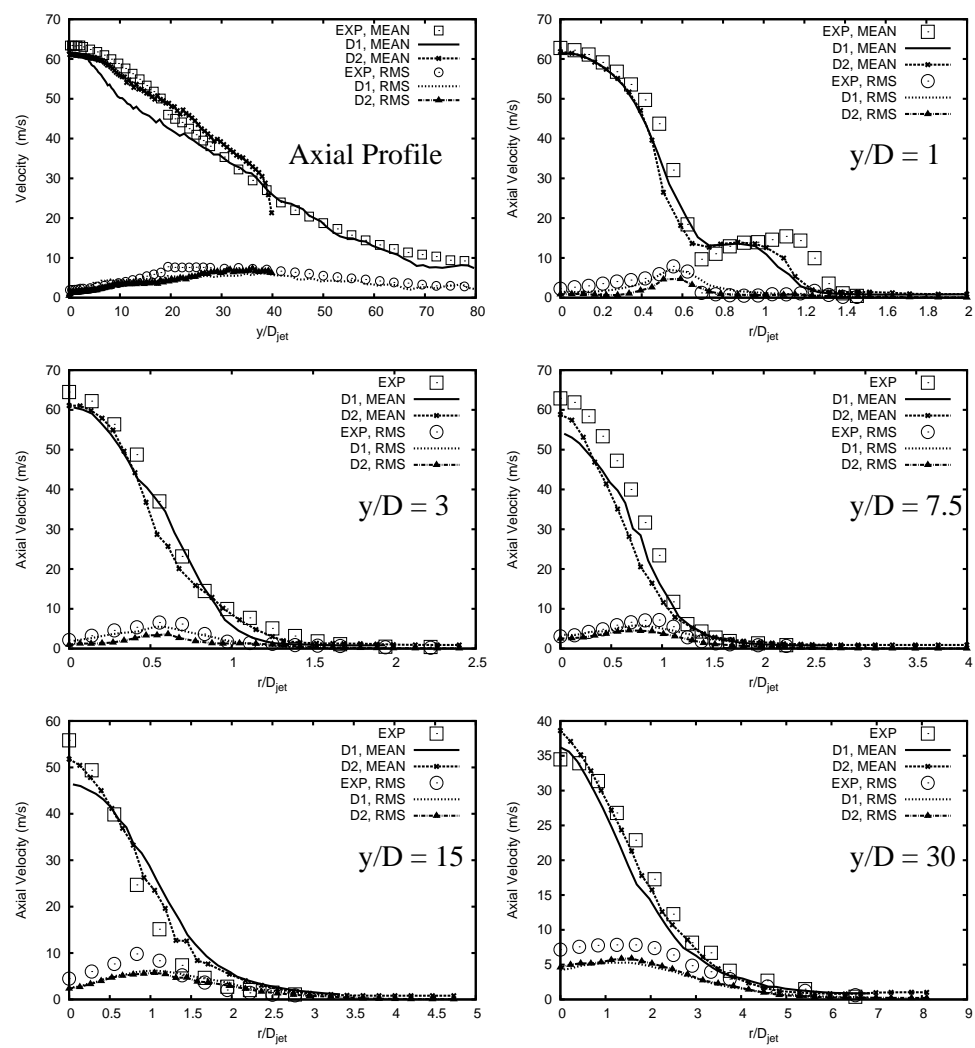 70
60
50
40
30
20
10
0
Velocity (m/s)
EXP, MEAN
D1, MEAN
D2, MEAN
EXP, RMS
D1, RMS
D2, RMS
Axial Profile
0 10 20 30 40 50 60 70 80
y/Djet
70
60
50
40
30
20
10
0
Axial Velocity (m/s)
EXP, MEAN
D1, MEAN
D2, MEAN
EXP, RMS
D1, RMS
D2, RMS
y/D = 1
0 0.2 0.4 0.6 0.8 1 1.2 1.4 1.6 1.8 2
r/Djet
70
60
50
40
30
20
10
0
Axial Velocity (m/s)
EXP
D1, MEAN
D2, MEAN
EXP, RMS
D1, RMS
D2, RMS
y/D = 3
0 0.5 1 1.5 2 2.5
r/Djet
70
60
50
40
30
20
10
0
Axial Velocity (m/s)
EXP
D1, MEAN
D2, MEAN
EXP, RMS
D1, RMS
D2, RMS
y/D = 7.5
0 0.5 1 1.5 2 2.5 3 3.5 4
r/Djet
60
50
40
30
20
10
0
Axial Velocity (m/s)
EXP
D1, MEAN
D2, MEAN
EXP, RMS
D1, RMS
D2, RMS
y/D = 15
0 0.5 1 1.5 2 2.5 3 3.5 4 4.5 5
r/Djet
40
35
30
25
20
15
10
5
0
Axial Velocity (m/s)
EXP
D1, MEAN
D2, MEAN
EXP, RMS
D1, RMS
D2, RMS
y/D = 30
0 1 2 3 4 5 6 7 8 9
r/Djet